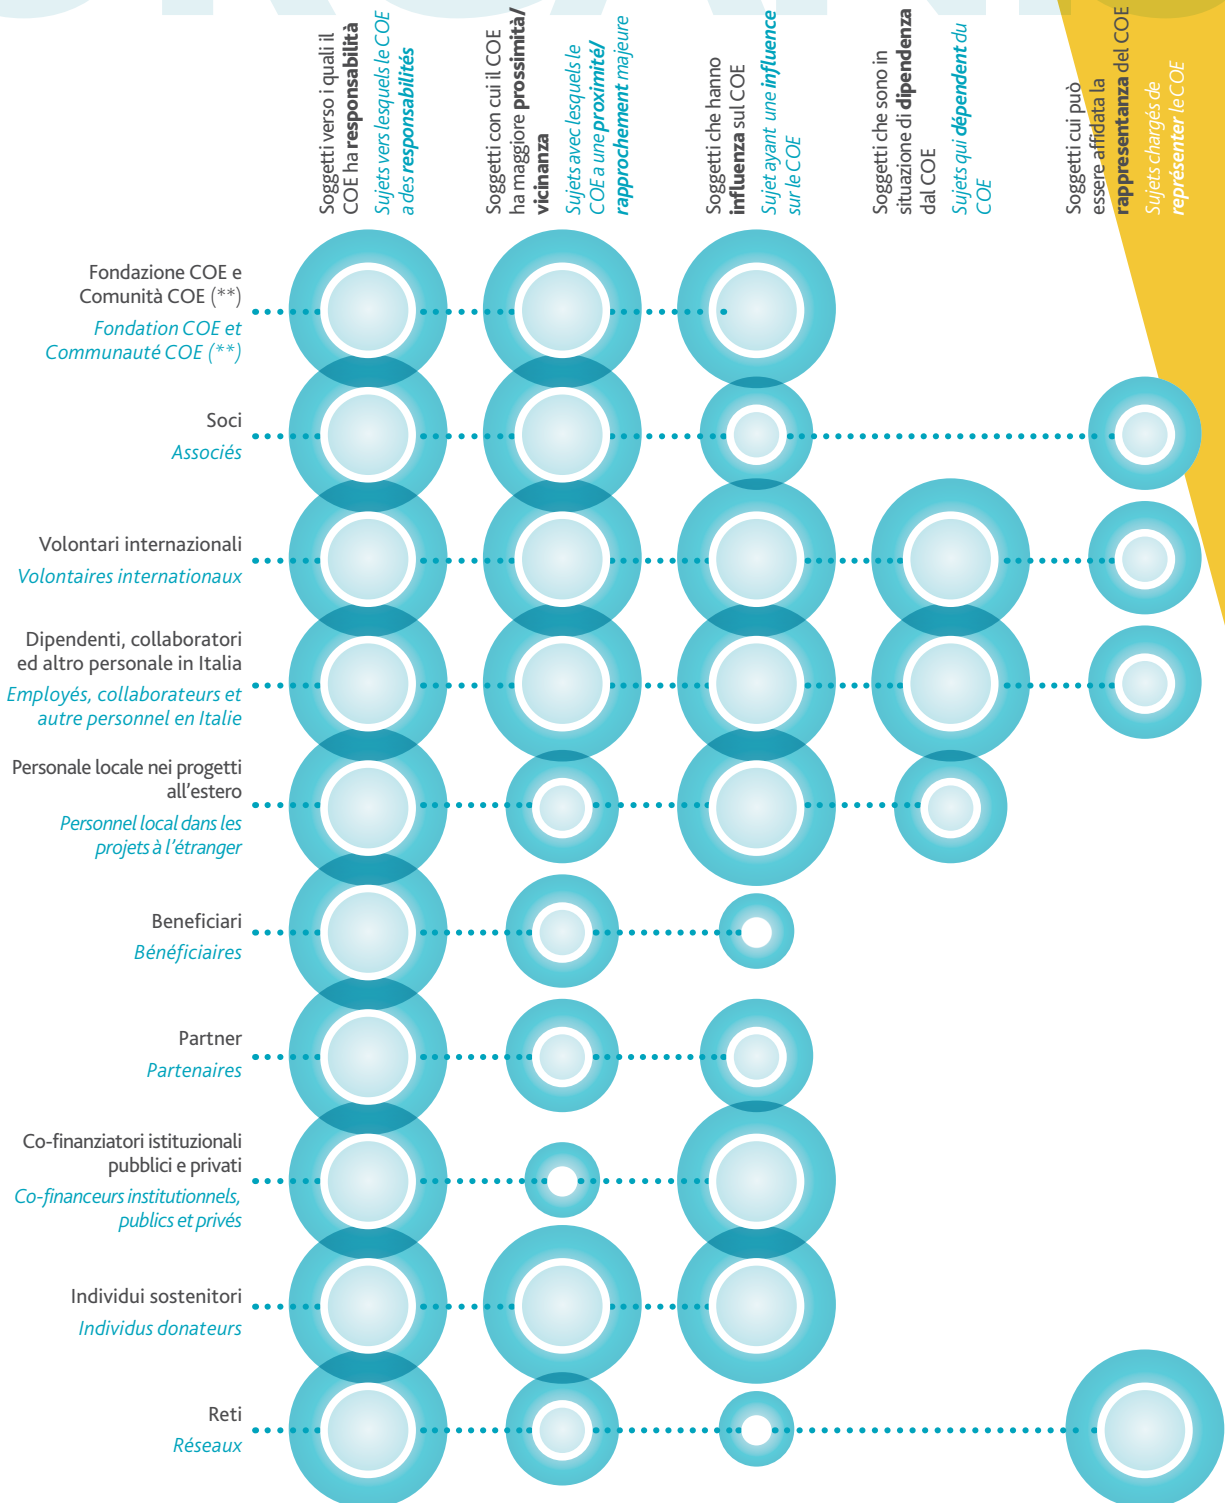 Soggetti verso i quali il
COE ha responsabilità
Sujets vers lesquels le COE
a des responsabilités
Soggetti con cui il COE
ha maggiore prossimità/
vicinanza
Sujets avec lesquels le
COE a une proximité/
rapprochement majeure
Soggetti che hanno
influenza sul COE
Sujet ayant une influence
sur le COE
Soggetti che sono in
situazione di dipendenza
dal COE
Sujets qui dépendent du
COE
Soggetti cui può
essere affidata la
rappresentanza del COE
Sujets chargés de
représenter le COE
Fondazione COE e
Comunità COE (**)
Fondation COE et
Communauté COE (**)
Soci
Associés
Volontari internazionali
Volontaires internationaux
Dipendenti, collaboratori
ed altro personale in Italia
Employés, collaborateurs et
autre personnel en Italie
Personale locale nei progetti
all'estero
Personnel local dans les
projets à l'étranger
Beneficiari
Bénéficiaires
Partner
Partenaires
Co-finanziatori istituzionali
pubblici e privati
Co-financeurs institutionnels,
publics et privés
Individui sostenitori
Individus donateurs
Reti
Réseaux